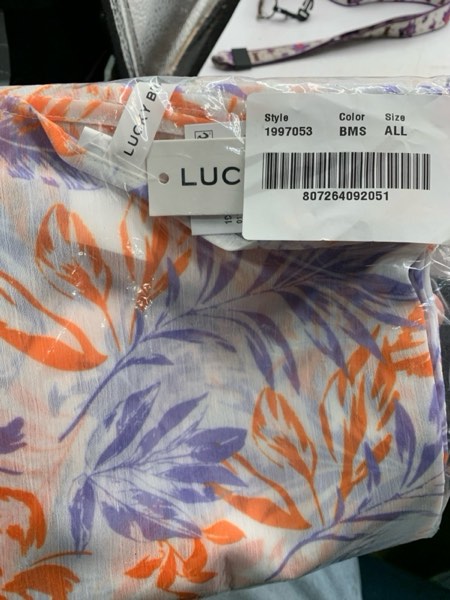 LUCKY B
LUC
Style Color Size
1997053 BMS ALL
807264092051